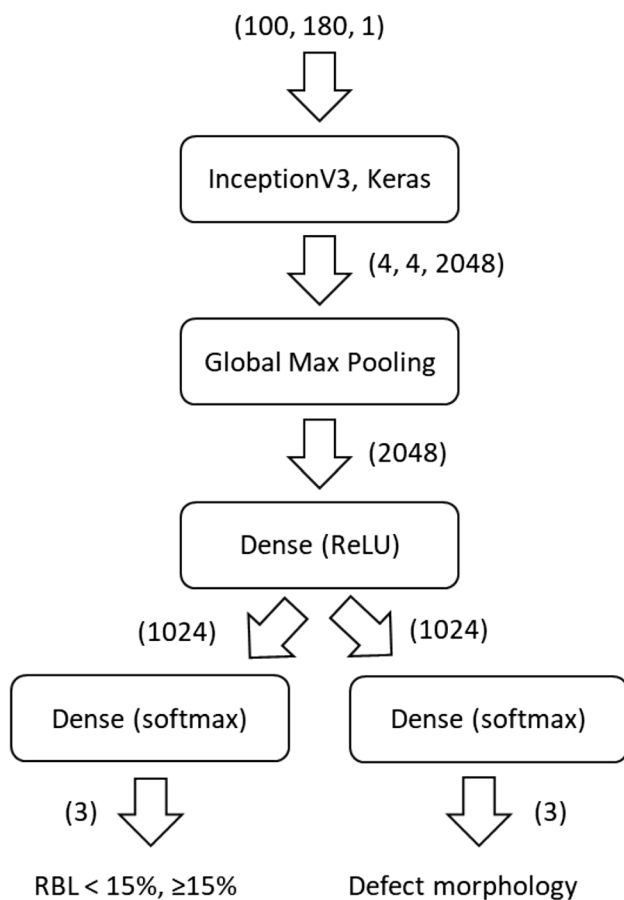 (100, 180, 1)
InceptionV3, Keras
(4, 4, 2048)
Global Max Pooling
(2048)
Dense (ReLU)
(1024)
(1024)
Dense (softmax)
Dense (softmax)
(3)
(3)
RBL < 15%, ≥15%
Defect morphology